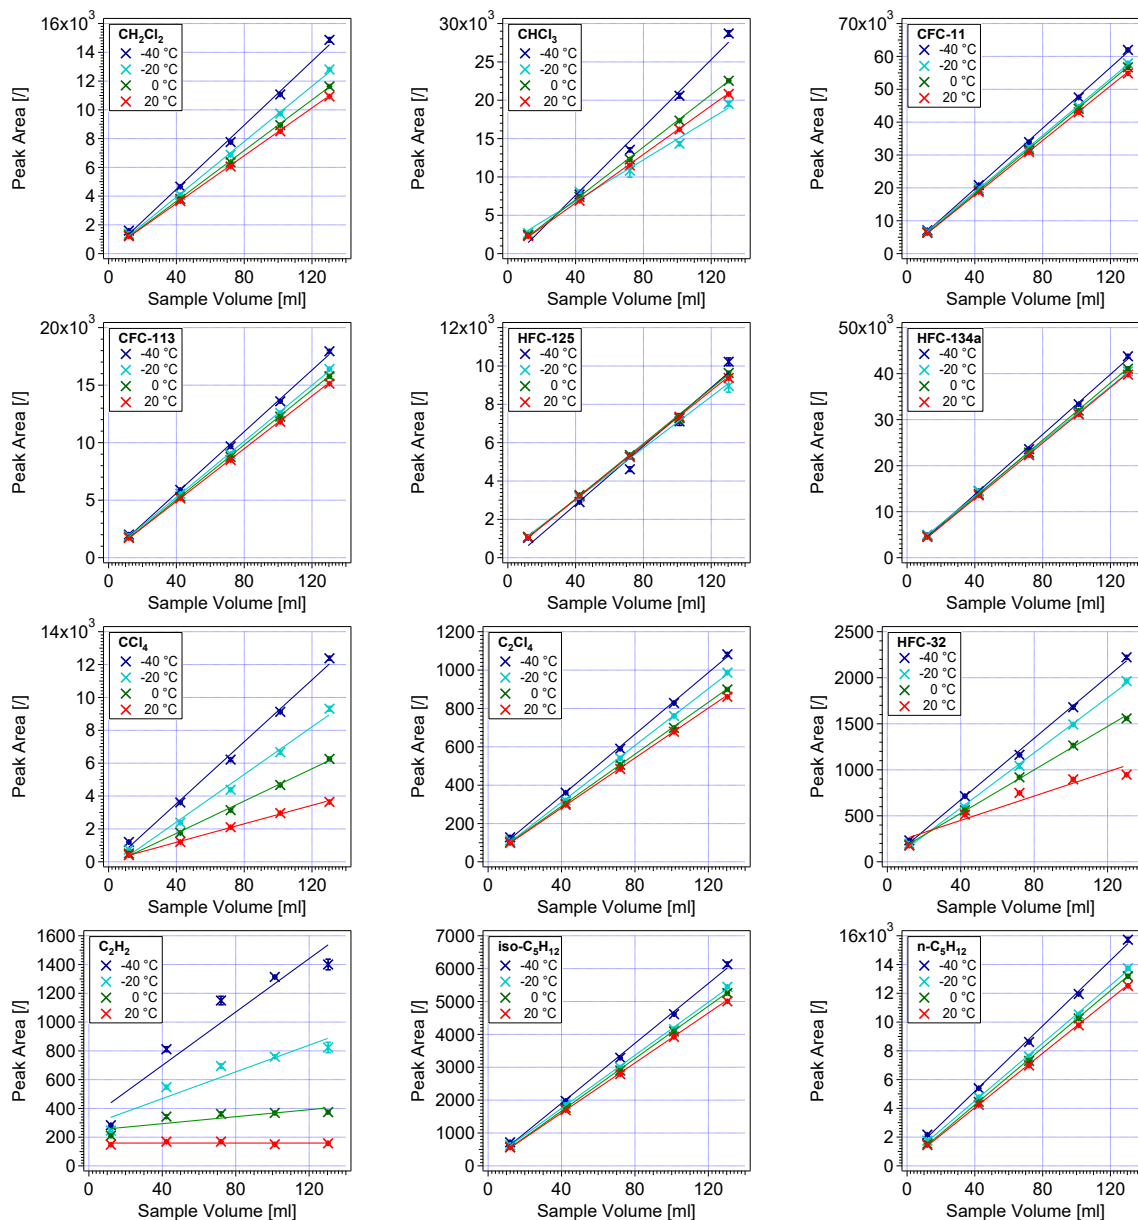 16x10³
14
12
10
8
6
4
2
0
Peak Area [/]
CH₂Cl₂
-40 °C
-20 °C
0 °C
20 °C
0 40 80 120
Sample Volume [ml]
30x10³
25
20
15
10
5
0
Peak Area [/]
CHCl₃
-40 °C
-20 °C
0 °C
20 °C
0 40 80 120
Sample Volume [ml]
70x10³
60
50
40
30
20
10
0
Peak Area [/]
CFC-11
-40 °C
-20 °C
0 °C
20 °C
0 40 80 120
Sample Volume [ml]
20x10³
15
10
5
0
Peak Area [/]
CFC-113
-40 °C
-20 °C
0 °C
20 °C
0 40 80 120
Sample Volume [ml]
12x10³
10
8
6
4
2
0
Peak Area [/]
HFC-125
-40 °C
-20 °C
0 °C
20 °C
0 40 80 120
Sample Volume [ml]
50x10³
40
30
20
10
0
Peak Area [/]
HFC-134a
-40 °C
-20 °C
0 °C
20 °C
0 40 80 120
Sample Volume [ml]
14x10³
12
10
8
6
4
2
0
Peak Area [/]
CCl₄
-40 °C
-20 °C
0 °C
20 °C
0 40 80 120
Sample Volume [ml]
1200
1000
800
600
400
200
0
Peak Area [/]
C₂Cl₄
-40 °C
-20 °C
0 °C
20 °C
0 40 80 120
Sample Volume [ml]
2500
2000
1500
1000
500
0
Peak Area [/]
HFC-32
-40 °C
-20 °C
0 °C
20 °C
0 40 80 120
Sample Volume [ml]
1600
1400
1200
1000
800
600
400
200
0
Peak Area [/]
C₂H₂
-40 °C
-20 °C
0 °C
20 °C
0 40 80 120
Sample Volume [ml]
7000
6000
5000
4000
3000
2000
1000
0
Peak Area [/]
iso-C₅H₁₂
-40 °C
-20 °C
0 °C
20 °C
0 40 80 120
Sample Volume [ml]
16x10³
14
12
10
8
6
4
2
0
Peak Area [/]
n-C₅H₁₂
-40 °C
-20 °C
0 °C
20 °C
0 40 80 120
Sample Volume [ml]